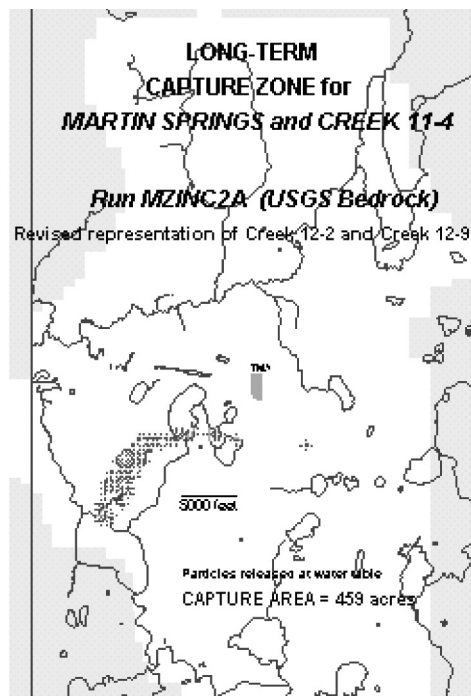 LONG-TERM
CAPTURE ZONE for
MARTIN SPRINGS and CREEK 11-4
Run MZINC2A (USGS Bedrock)
Revised representation of Creek 12-2 and Creek 12-9
TMA
5000 feet
Particles released at water table
CAPTURE AREA = 459 acres